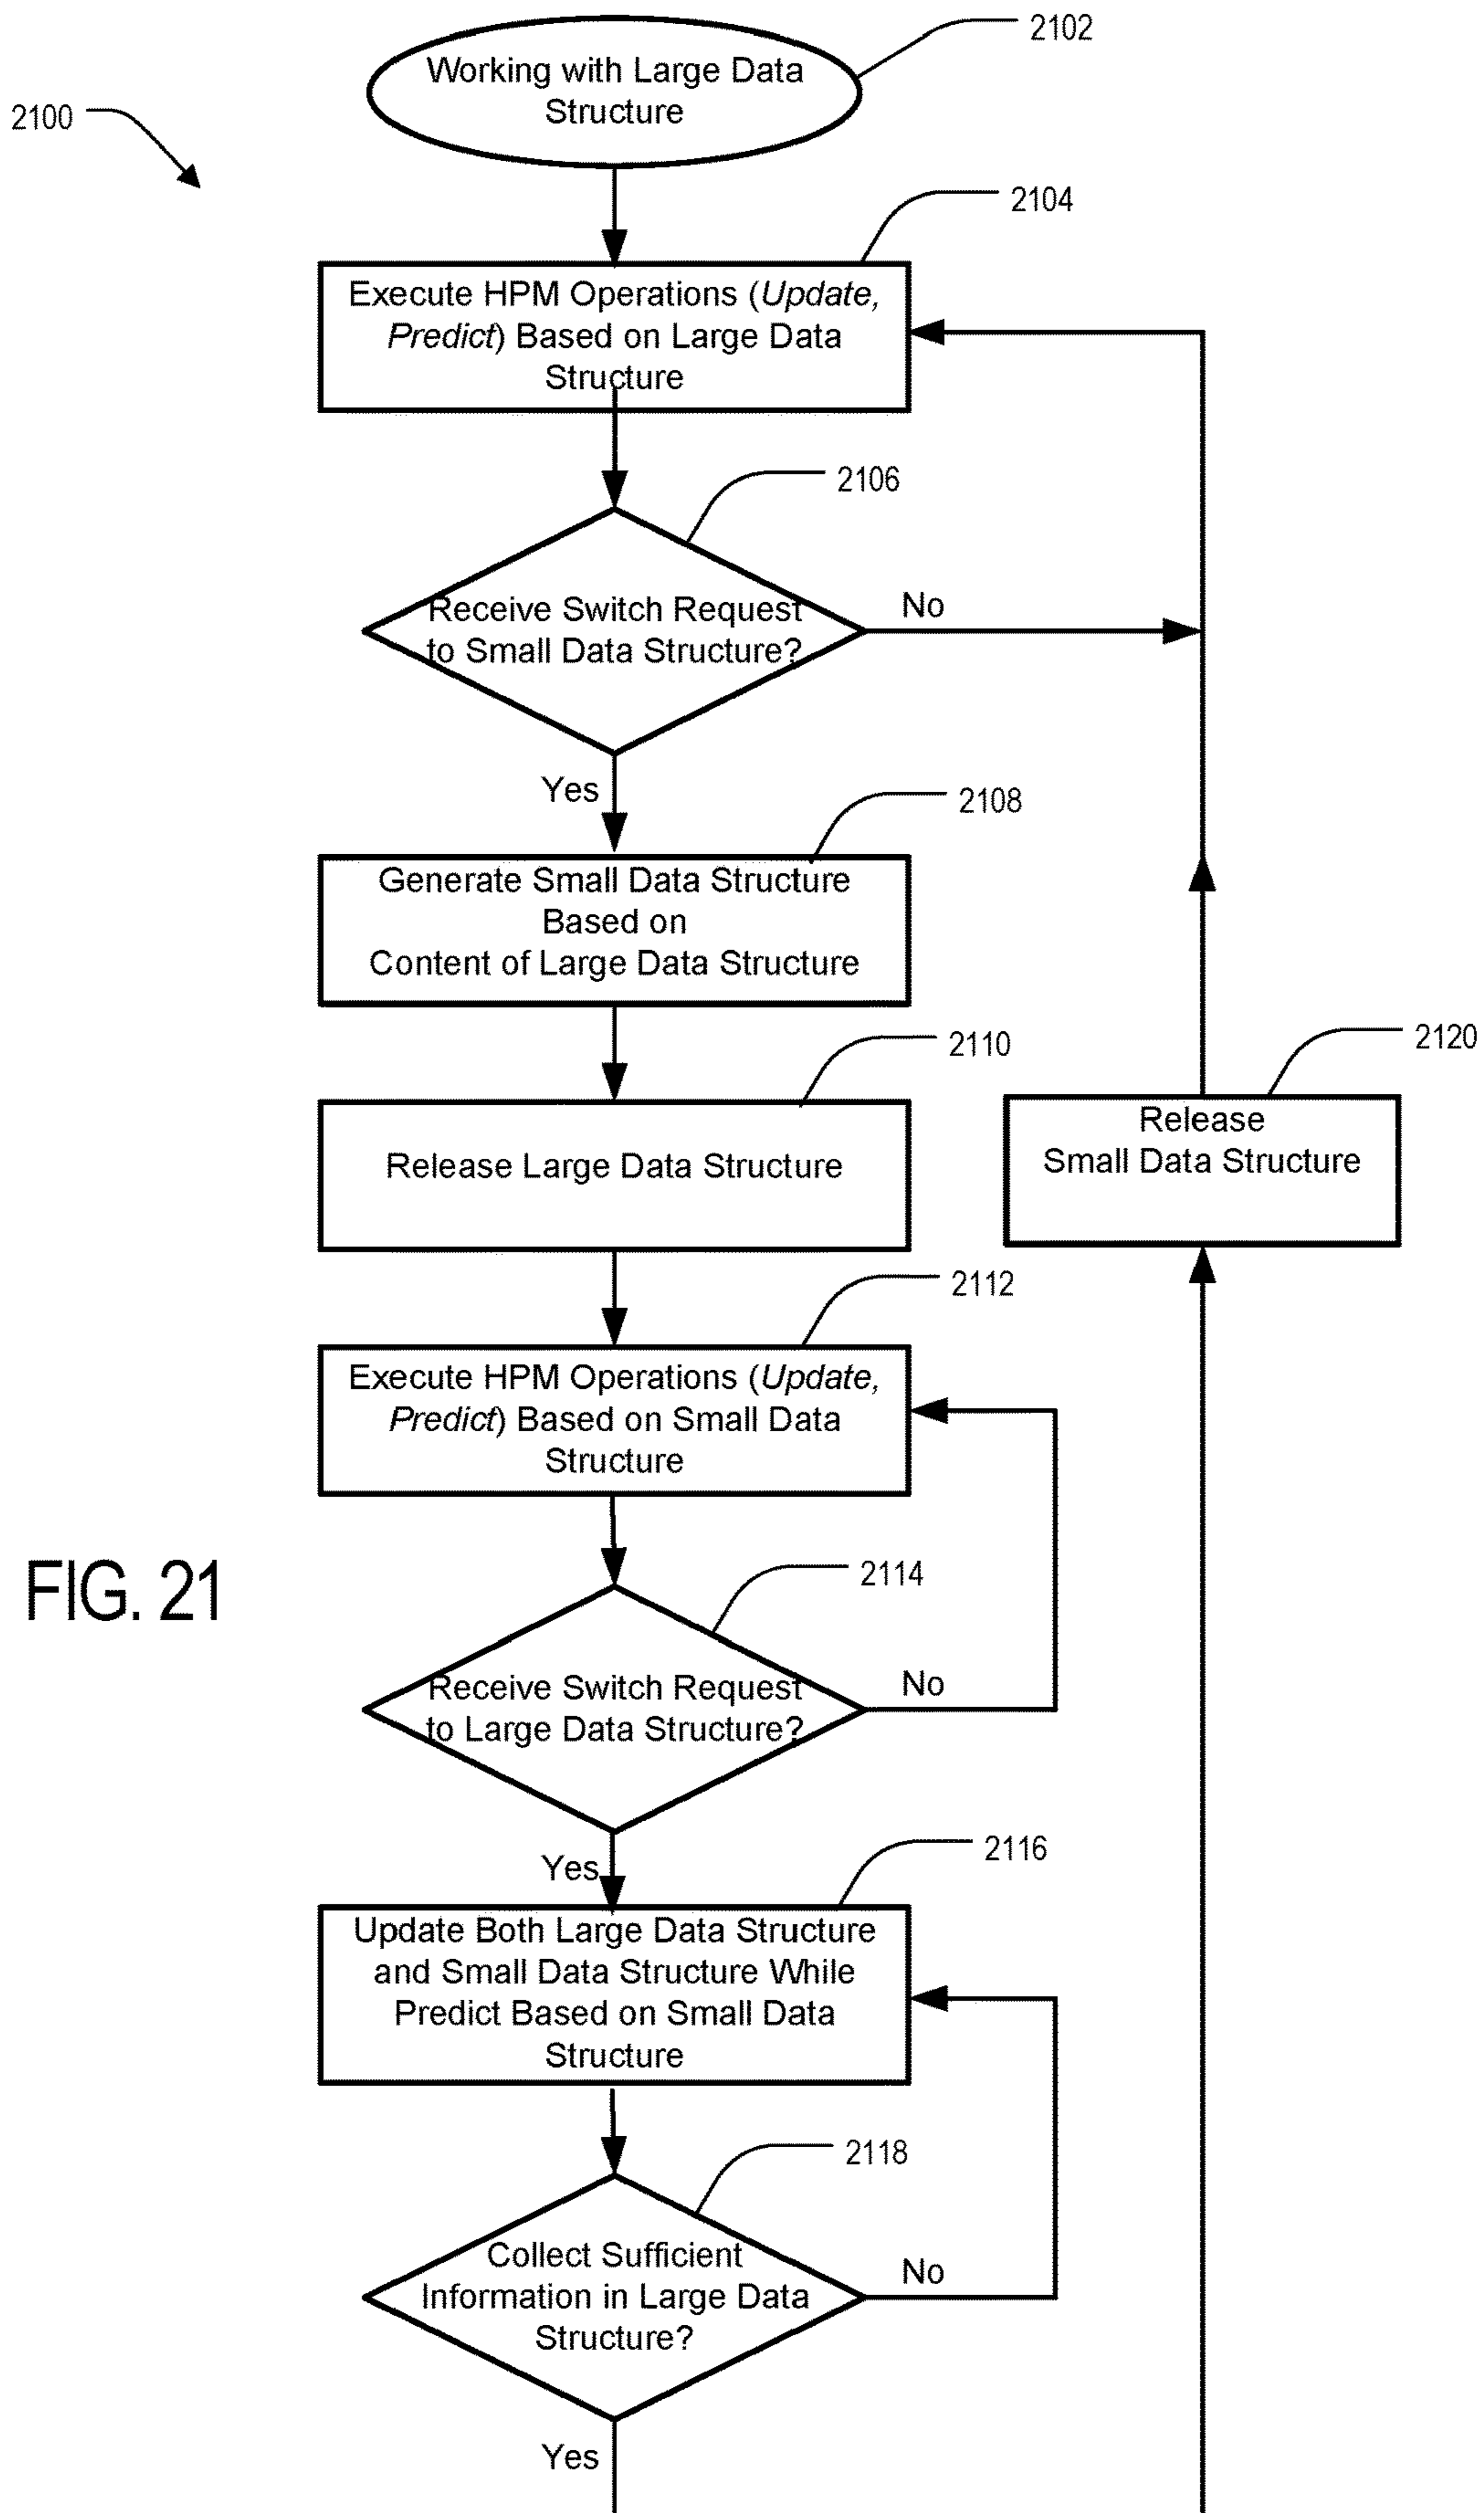 2102
Working with Large Data
Structure
2100
2104
Execute HPM Operations (Update,
Predict) Based on Large Data
Structure
2106
Receive Switch Request
to Small Data Structure?
No
Yes
2108
Generate Small Data Structure
Based on
Content of Large Data Structure
2110
Release Large Data Structure
2120
Release
Small Data Structure
2112
Execute HPM Operations (Update,
Predict) Based on Small Data
Structure
FIG. 21
2114
Receive Switch Request
to Large Data Structure?
No
Yes
2116
Update Both Large Data Structure
and Small Data Structure While
Predict Based on Small Data
Structure
2118
Collect Sufficient
Information in Large Data
Structure?
No
Yes